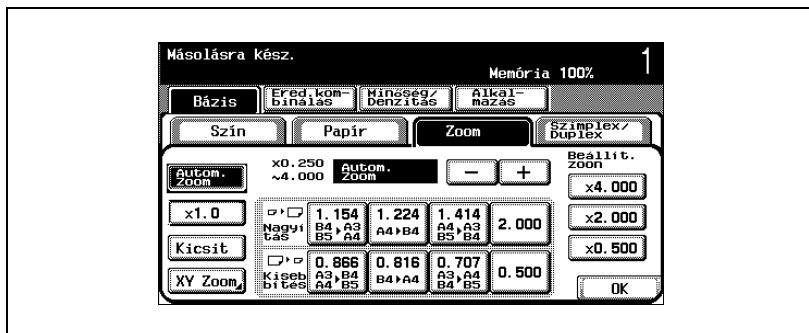 Másolásra kész.
Memória 100% 1
Bázis Ered.kom-
binálás Minőség/
Denzitás Alkal-
mazás
Szín Papír Zoom Szimplex/
Duplex
Autom.
Zoom
x0.250
~4.000
Autom.
Zoom
− +
Beállít.
zoom
x4.000
x1.0
Nagyí
tás
1.154
B4▸A3
B5▸A4
1.224
A4▸B4
1.414
A4▸A3
B5▸B4
2.000
x2.000
Kicsit
x0.500
XY Zoom
Kiseb
bítés
0.866
A3▸B4
A4▸B5
0.816
B4▸A4
0.707
A3▸A4
B4▸B5
0.500
OK